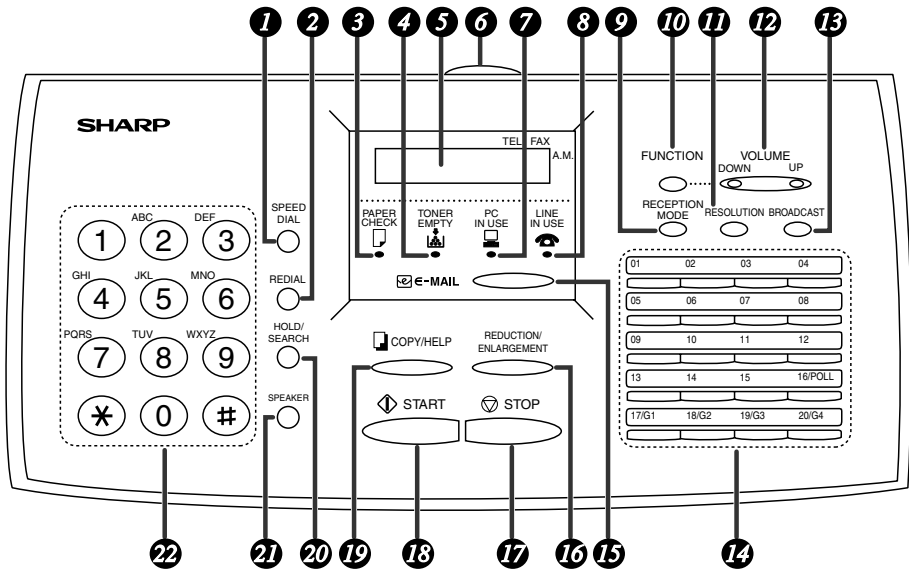 1 2 3 4 5 6 7 8 9 10 11 12 13
SHARP
TEL FAX
A.M.
FUNCTION
VOLUME
DOWN UP
RECEPTION
MODE
RESOLUTION
BROADCAST
SPEED
DIAL
REDIAL
HOLD/
SEARCH
SPEAKER
PAPER
CHECK
TONER
EMPTY
PC
IN USE
LINE
IN USE
E-MAIL
COPY/HELP
REDUCTION/
ENLARGEMENT
START
STOP
ABC DEF
1 2 3
GHI JKL MNO
4 5 6
PQRS TUV WXYZ
7 8 9
* 0 #
01 02 03 04
05 06 07 08
09 10 11 12
13 14 15 16/POLL
17/G1 18/G2 19/G3 20/G4
22 21 20 19 18 17 16 15 14